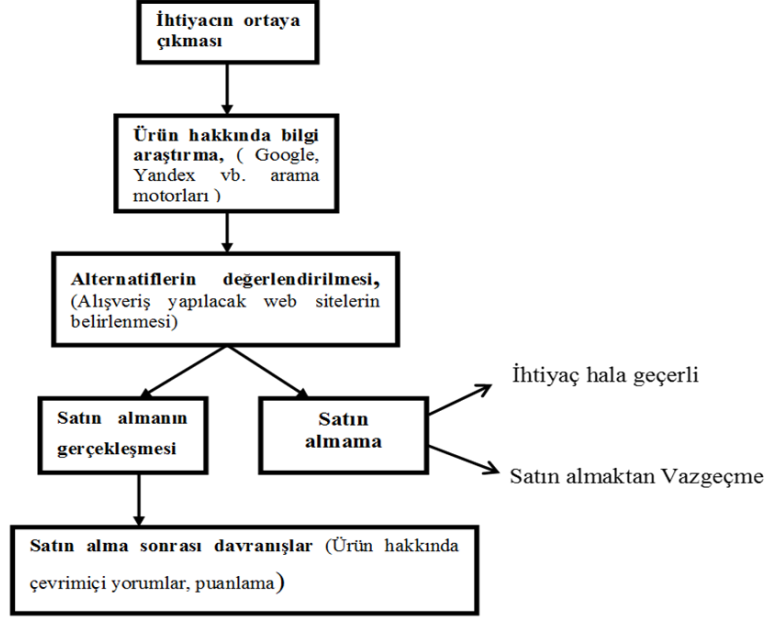 İhtiyacın ortaya
çıkması
Ürün hakkında bilgi
araştırma, ( Google,
Yandex vb. arama
motorları )
Alternatiflerin değerlendirilmesi,
(Alışveriş yapılacak web sitelerin
belirlenmesi)
Satın almanın
gerçekleşmesi
Satın
almama
İhtiyaç hala geçerli
Satın almaktan Vazgeçme
Satın alma sonrası davranışlar (Ürün hakkında
çevrimiçi yorumlar, puanlama)